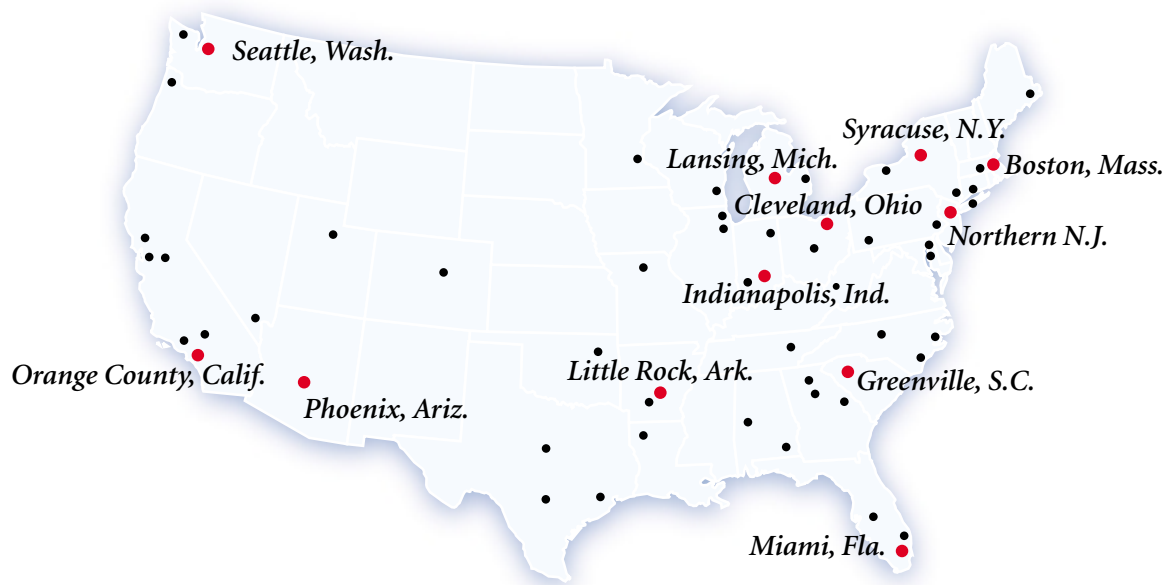 Seattle, Wash.
Syracuse, N.Y.
Lansing, Mich.
Boston, Mass.
Cleveland, Ohio
Northern N.J.
Indianapolis, Ind.
Orange County, Calif.
Little Rock, Ark.
Greenville, S.C.
Phoenix, Ariz.
Miami, Fla.